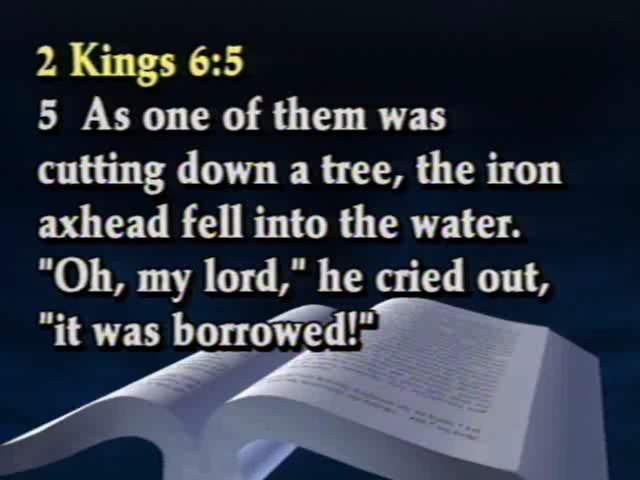 2 Kings 6:5
5 As one of them was
cutting down a tree, the iron
axhead fell into the water.
"Oh, my lord," he cried out,
"it was borrowed!"